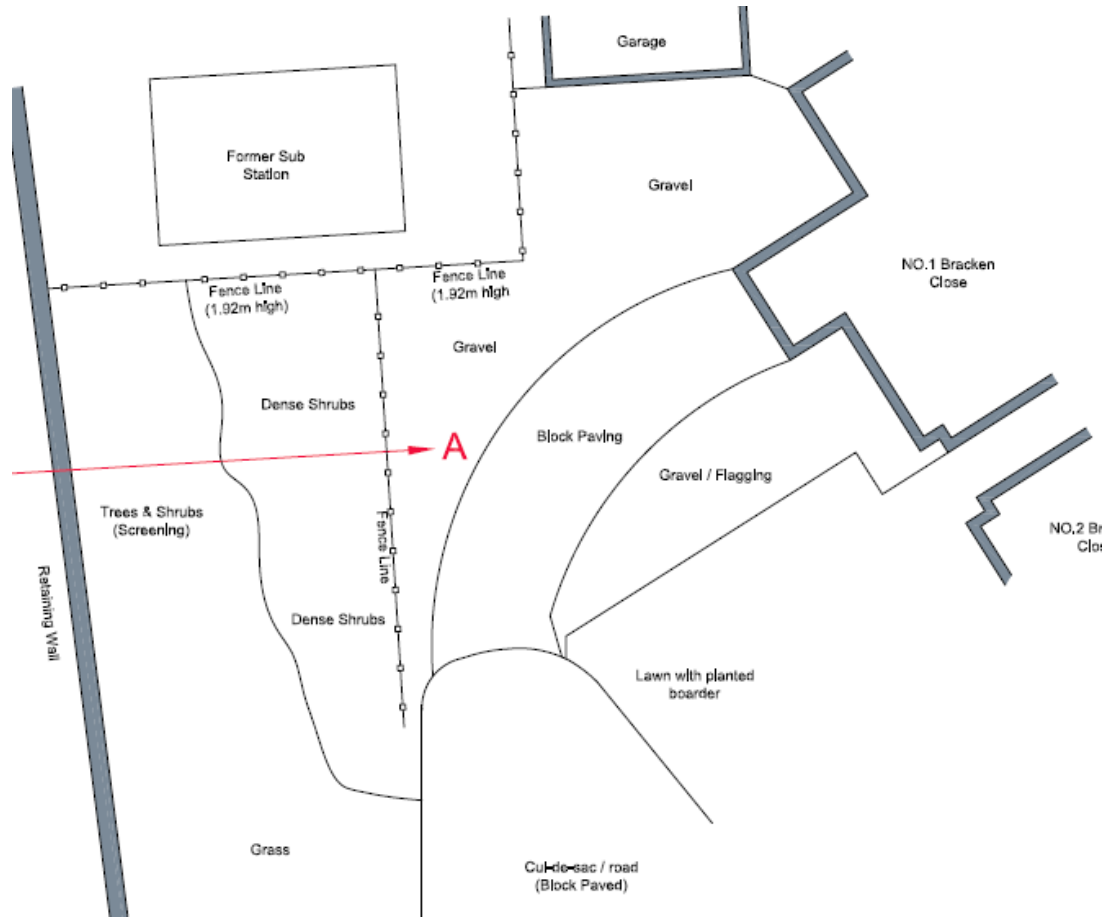 Garage
Former Sub
Station
Gravel
NO.1 Bracken
Close
Fence Line
(1.92m high)
Fence Line
(1.92m high
Gravel
Dense Shrubs
Block Paving
A
Gravel / Flagging
Trees & Shrubs
(Screening)
Fence Line
NO.2
Retaining Wall
Dense Shrubs
Lawn with planted
boarder
Grass
Cul-de-sac / road
(Block Paved)